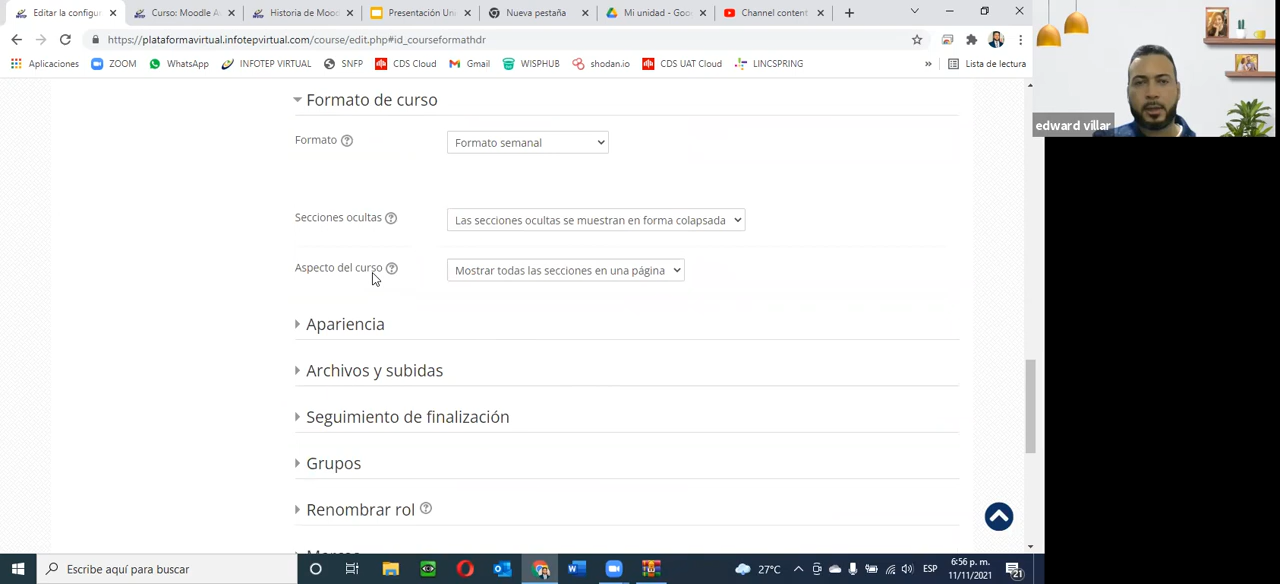 Editar la configur
Curso: Moodle A
Historia de Mood
Presentación Uni
Nueva pestaña
Mi unidad - Goo
Channel content
https://plataformavirtual.infotepvirtual.com/course/edit.php#id_courseformathdr
Aplicaciones
ZOOM
WhatsApp
INFOTEP VIRTUAL
SNFP
CDS Cloud
Gmail
WISPHUB
shodan.io
CDS UAT Cloud
LINCSPRING
»
Lista de lectura
edward villar
Formato de curso
Formato
Formato semanal
Secciones ocultas
Las secciones ocultas se muestran en forma colapsada
Aspecto del curso
Mostrar todas las secciones en una página
Apariencia
Archivos y subidas
Seguimiento de finalización
Grupos
Renombrar rol
Escribe aquí para buscar
27°C
ESP
6:56 p. m.
11/11/2021
21